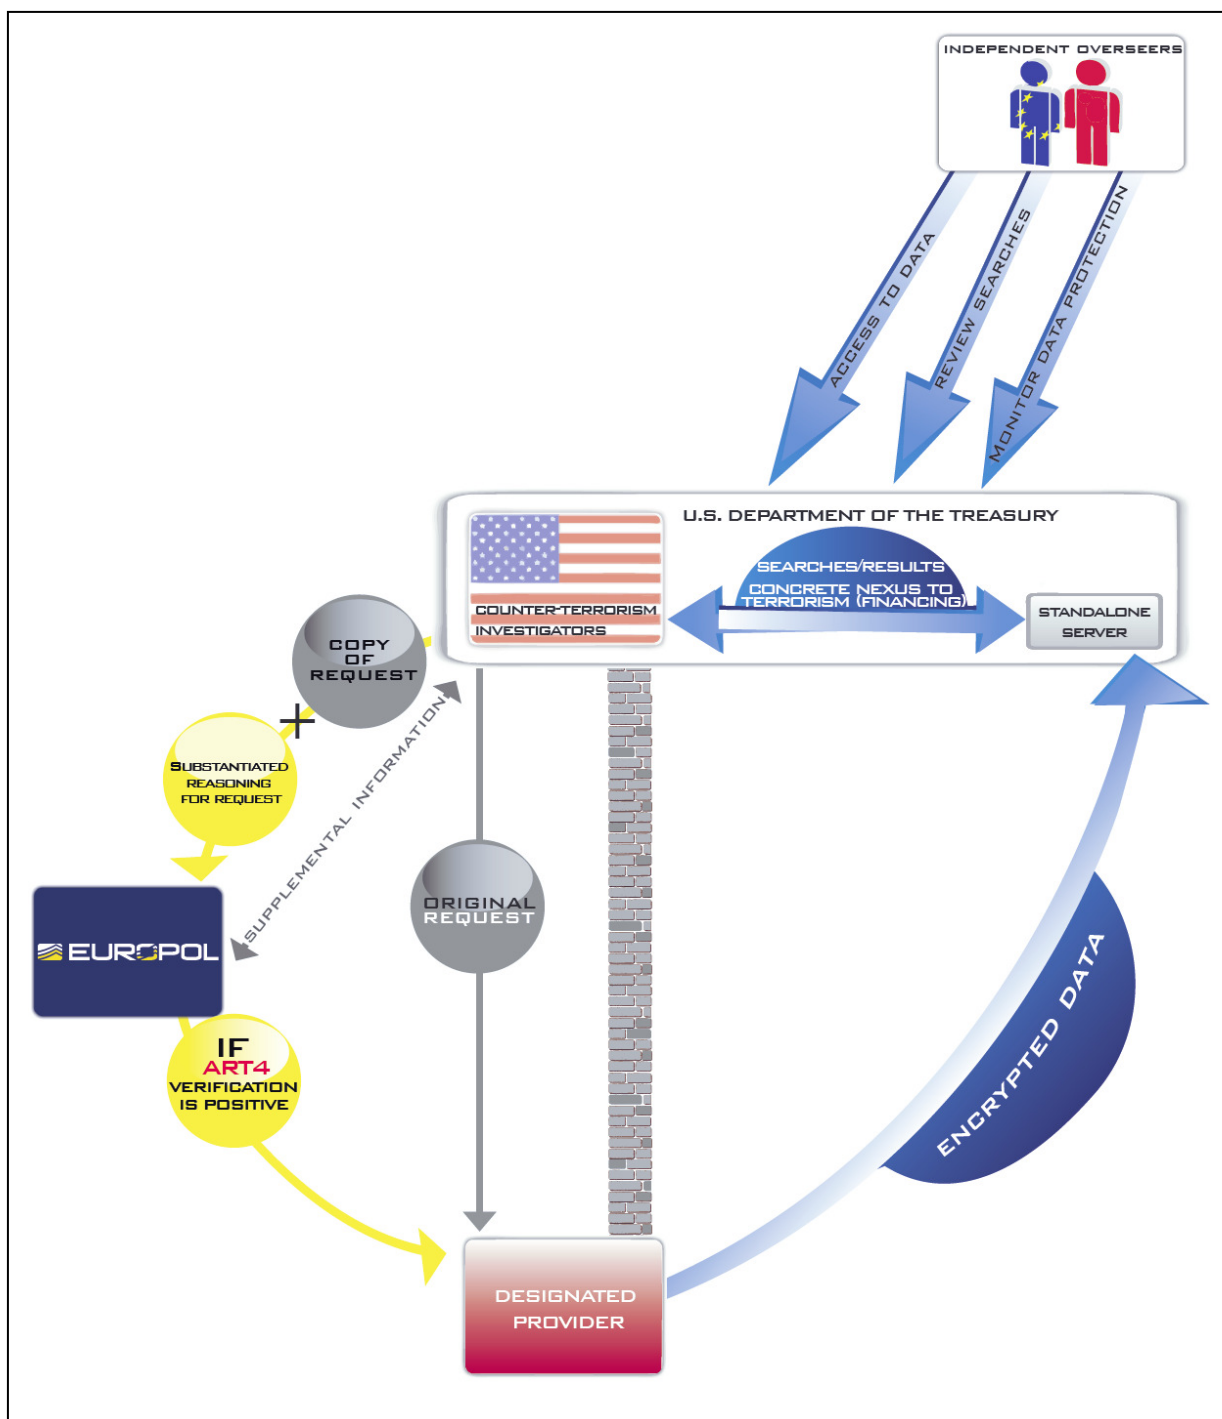 INDEPENDENT OVERSEERS
ACCESS TO DATA
REVIEW SEARCHES
MONITOR DATA PROTECTION
U.S. DEPARTMENT OF THE TREASURY
SEARCHES/RESULTS
CONCRETE NEXUS TO
TERRORISM (FINANCING)
COUNTER-TERRORISM
INVESTIGATORS
STANDALONE
SERVER
COPY
OF
REQUEST
+
SUBSTANTIATED
REASONING
FOR REQUEST
SUPPLEMENTAL INFORMATION
ORIGINAL
REQUEST
EUROPOL
IF
ART4
VERIFICATION
IS POSITIVE
ENCRYPTED DATA
DESIGNATED
PROVIDER